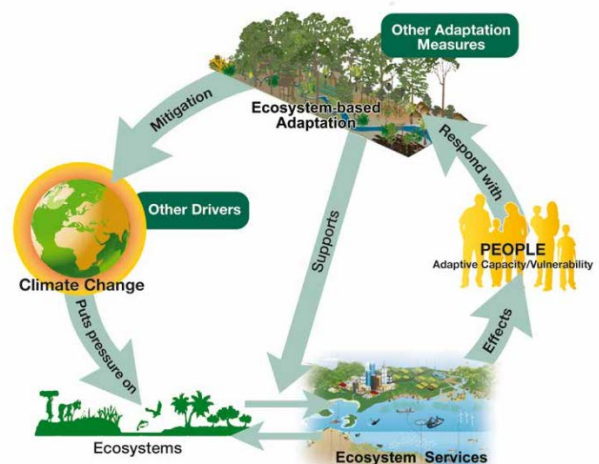 Other Adaptation
Measures
Mitigation
Ecosystem-based
Adaptation
Respond with
Other Drivers
Supports
PEOPLE
Adaptive Capacity/Vulnerability
Climate Change
Puts pressure on
Effects
Ecosystems
Ecosystem Services